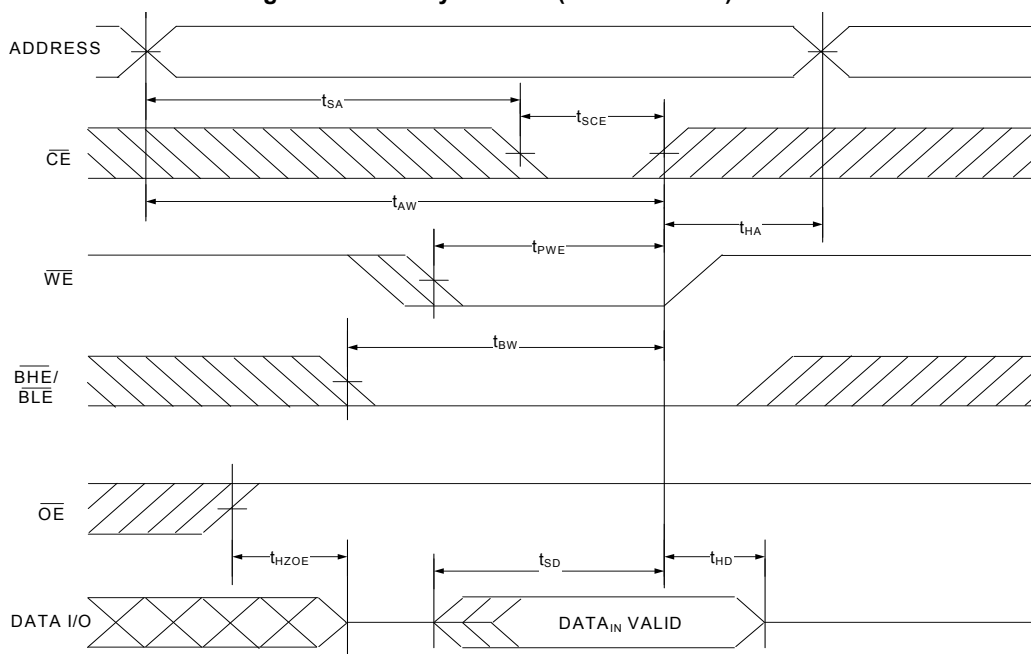 ADDRESS
tSA
tSCE
CE
tAW
tHA
tPWE
WE
tBW
BHE/
BLE
OE
tHZOE
tSD
tHD
DATA I/O
DATAIN VALID